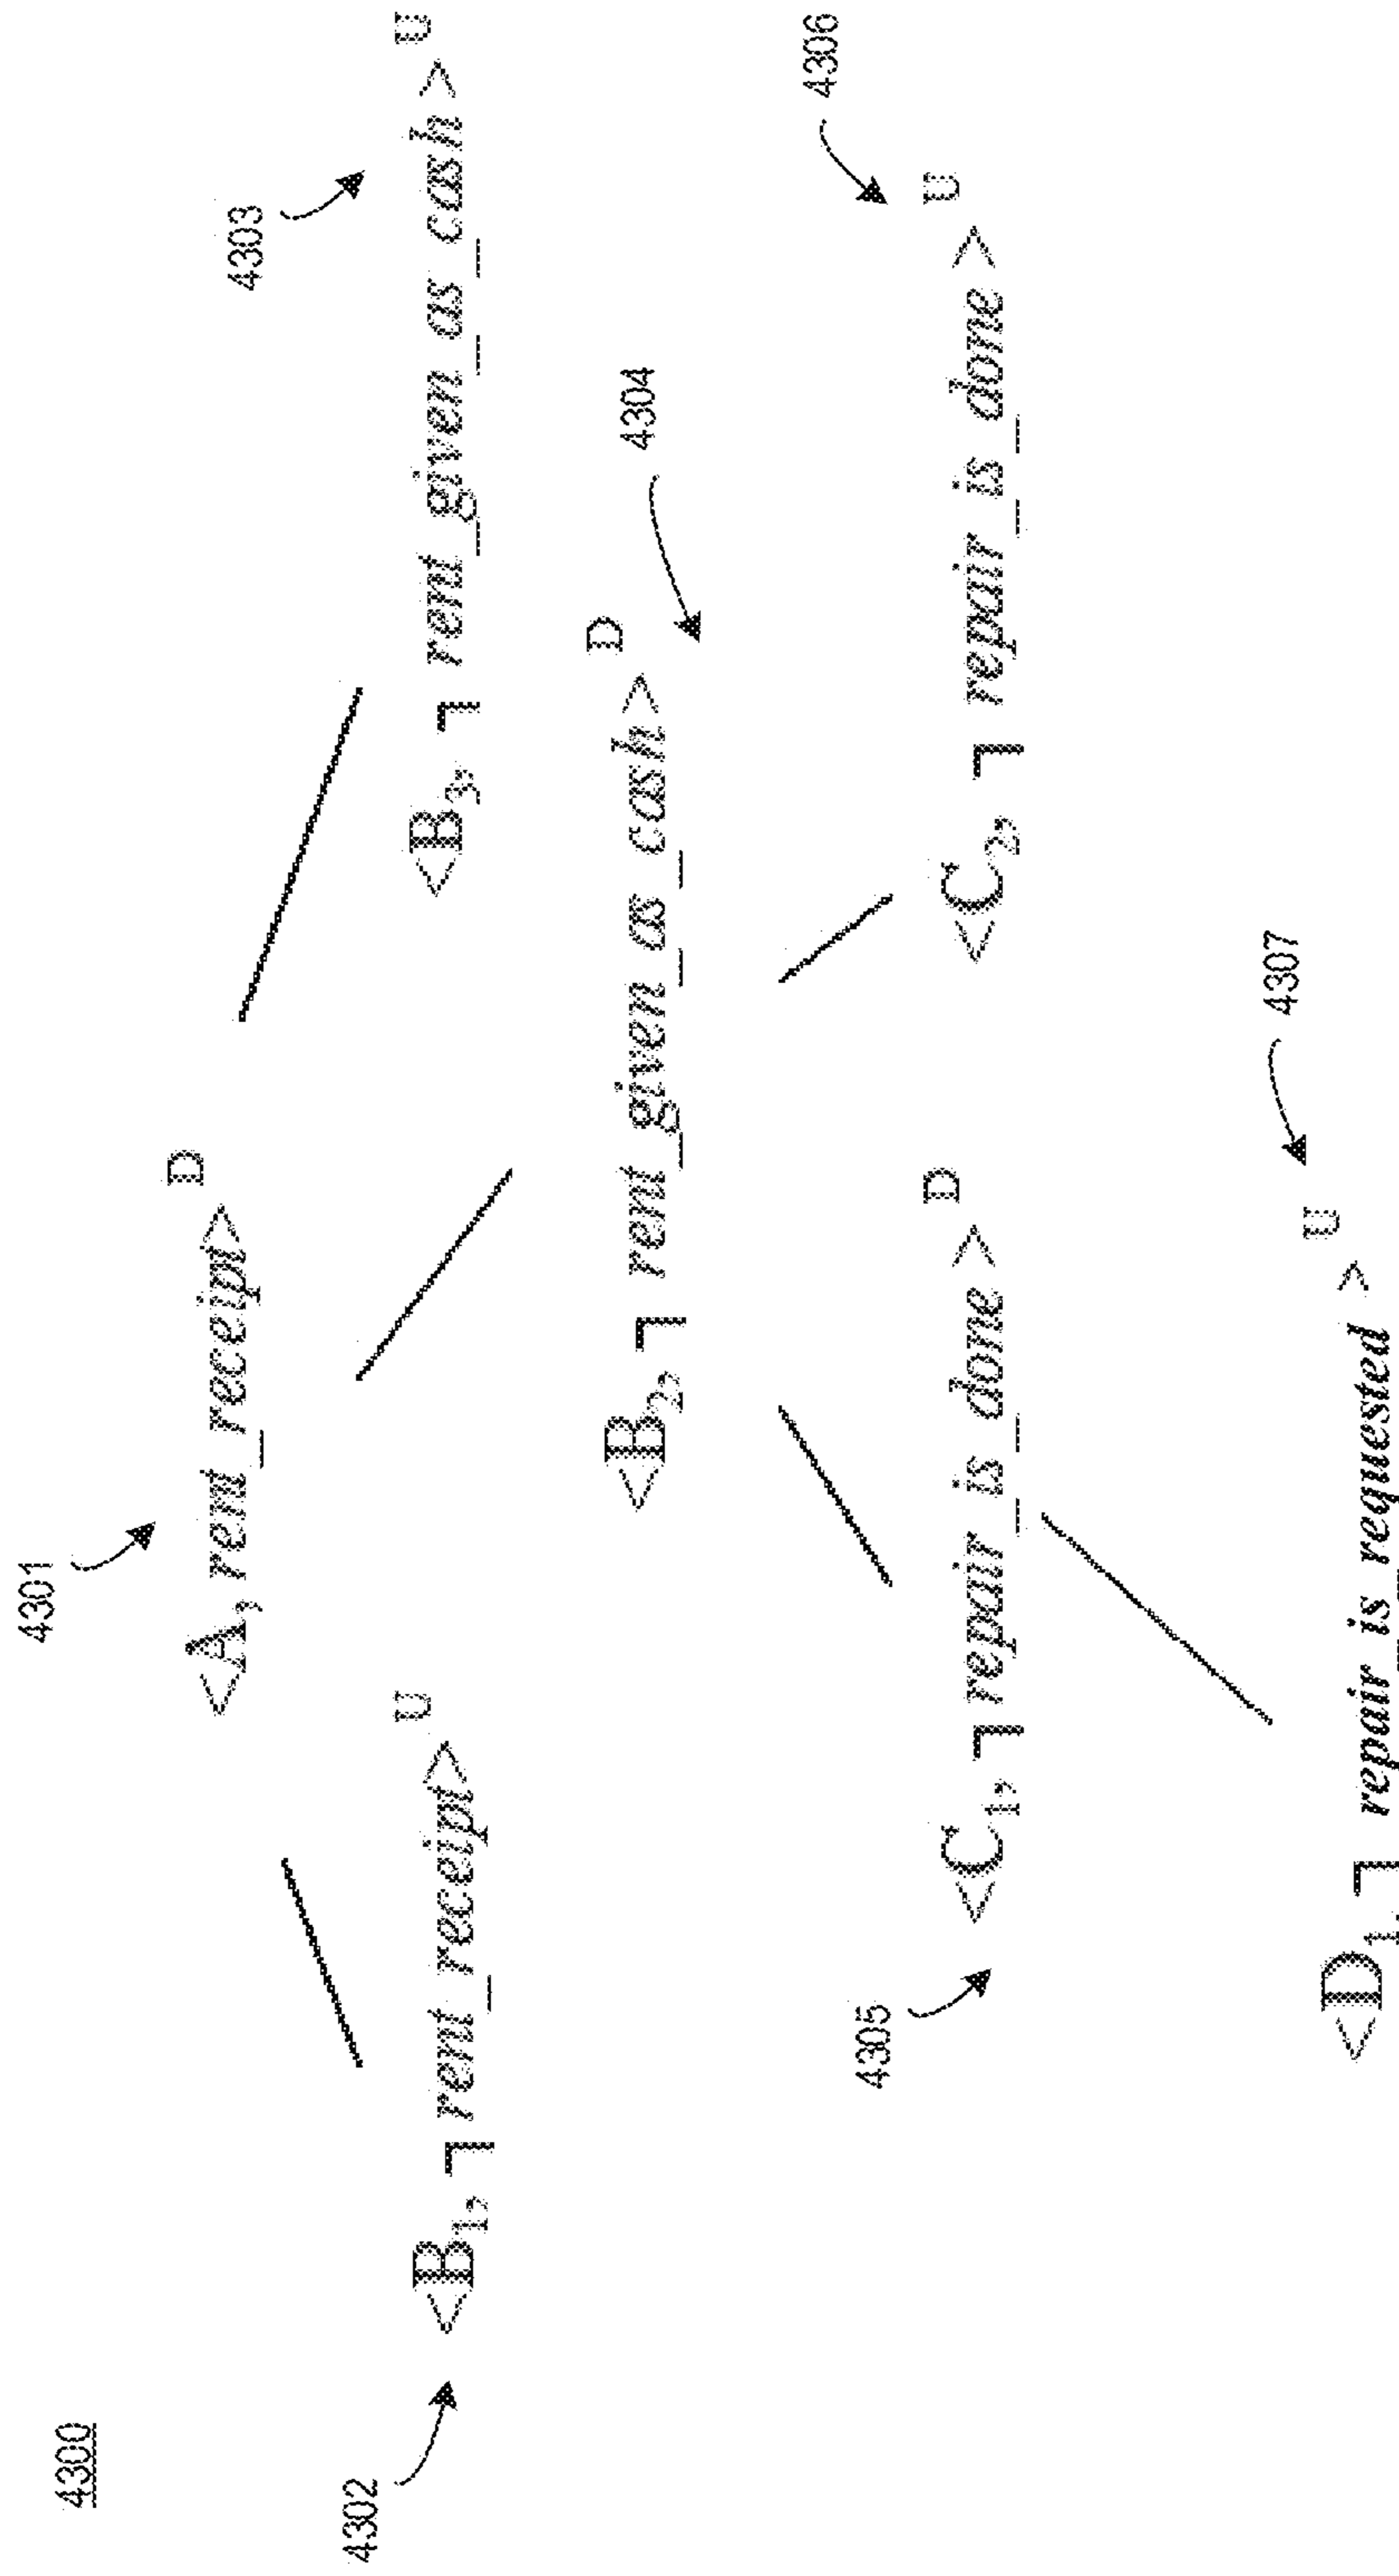 4300
4301
<A, rent_receipt> D
4302
<B1, ⅂ rent_receipt> U
4303
<B3, ⅂ rent_given_as_cash> U
4304
<B2, ⅂ rent_given_as_cash> D
4305
<C1, ⅂ repair_is_done> D
4306
<C2, ⅂ repair_is_done> U
4307
<D1, ⅂ repair_is_requested> U